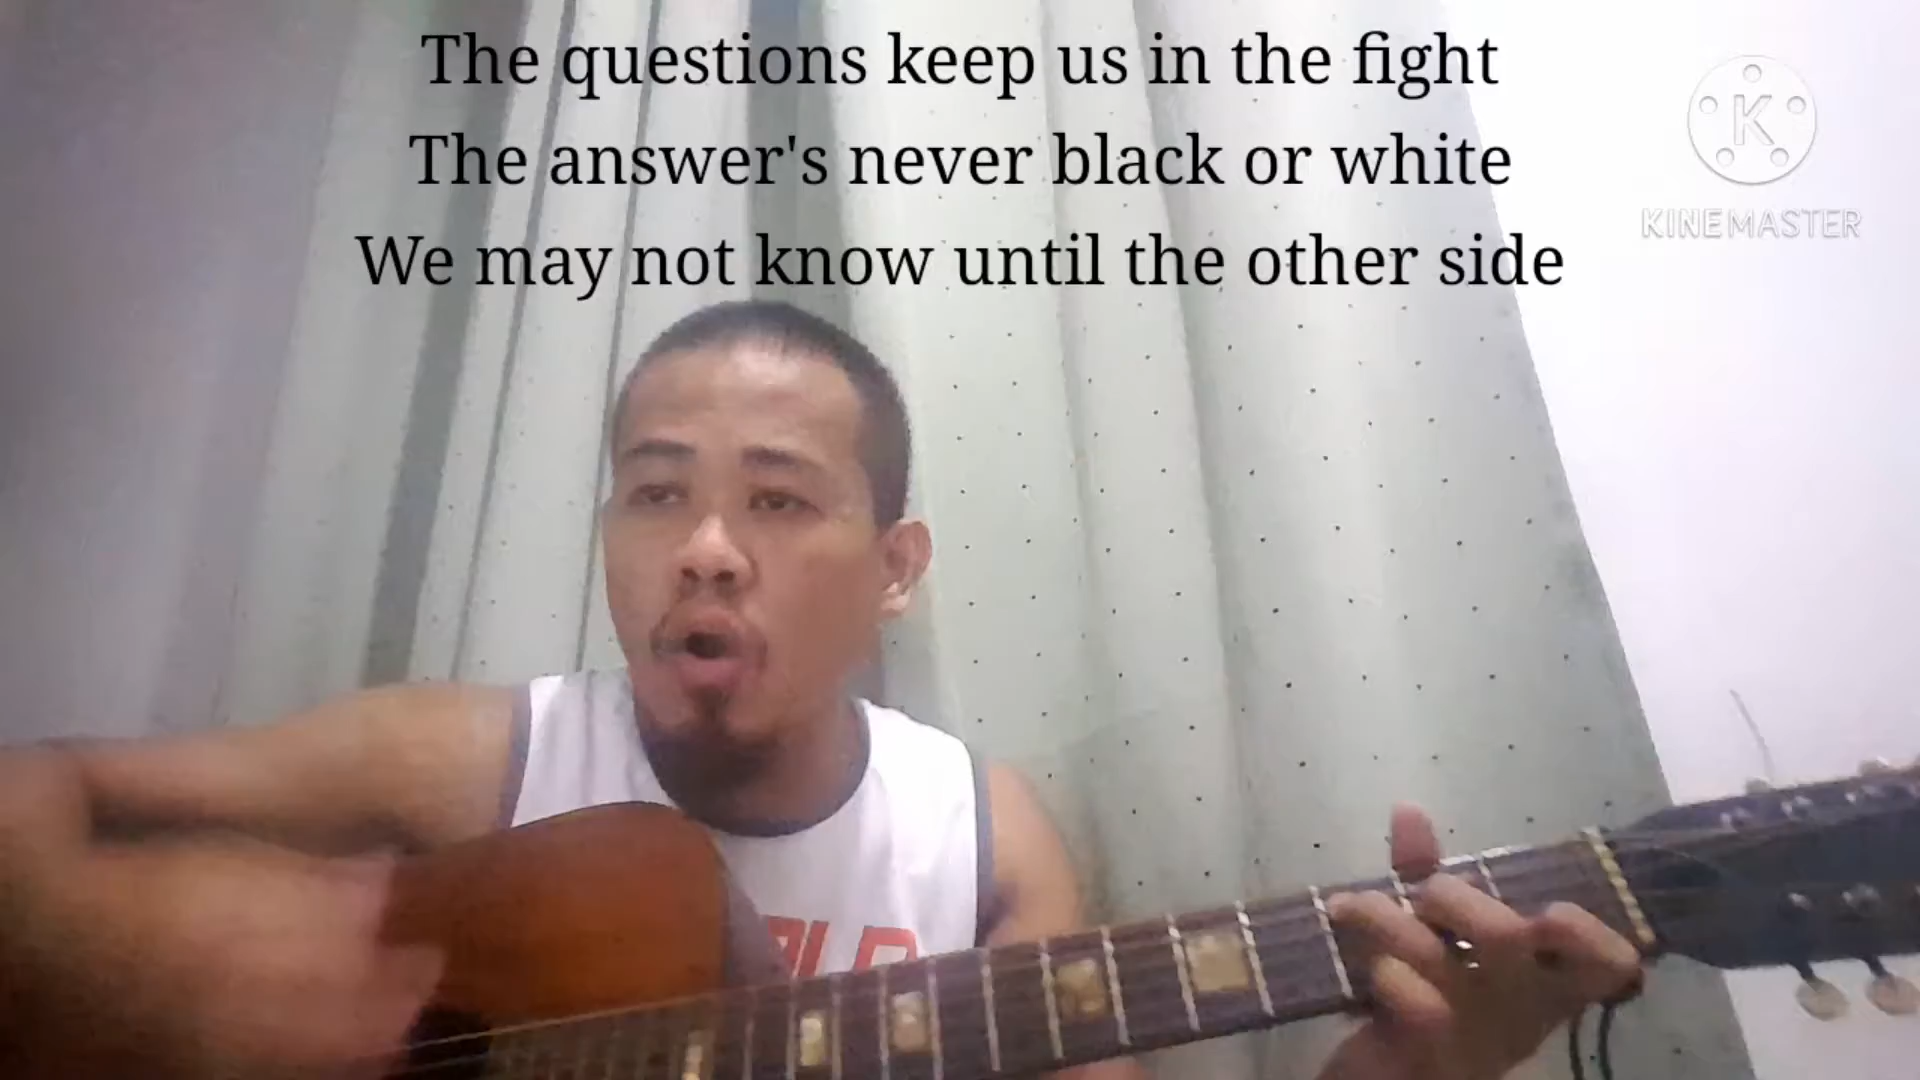 The questions keep us in the fight
The answer's never black or white
We may not know until the other side
K
KINEMASTER